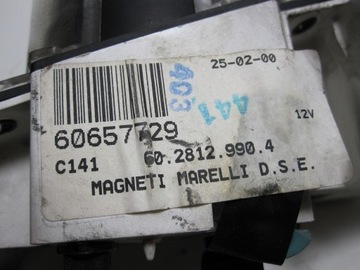 25-02-00
403
441
12V
60657729
C141 60.2812.990.4
MAGNETI MARELLI D.S.E.